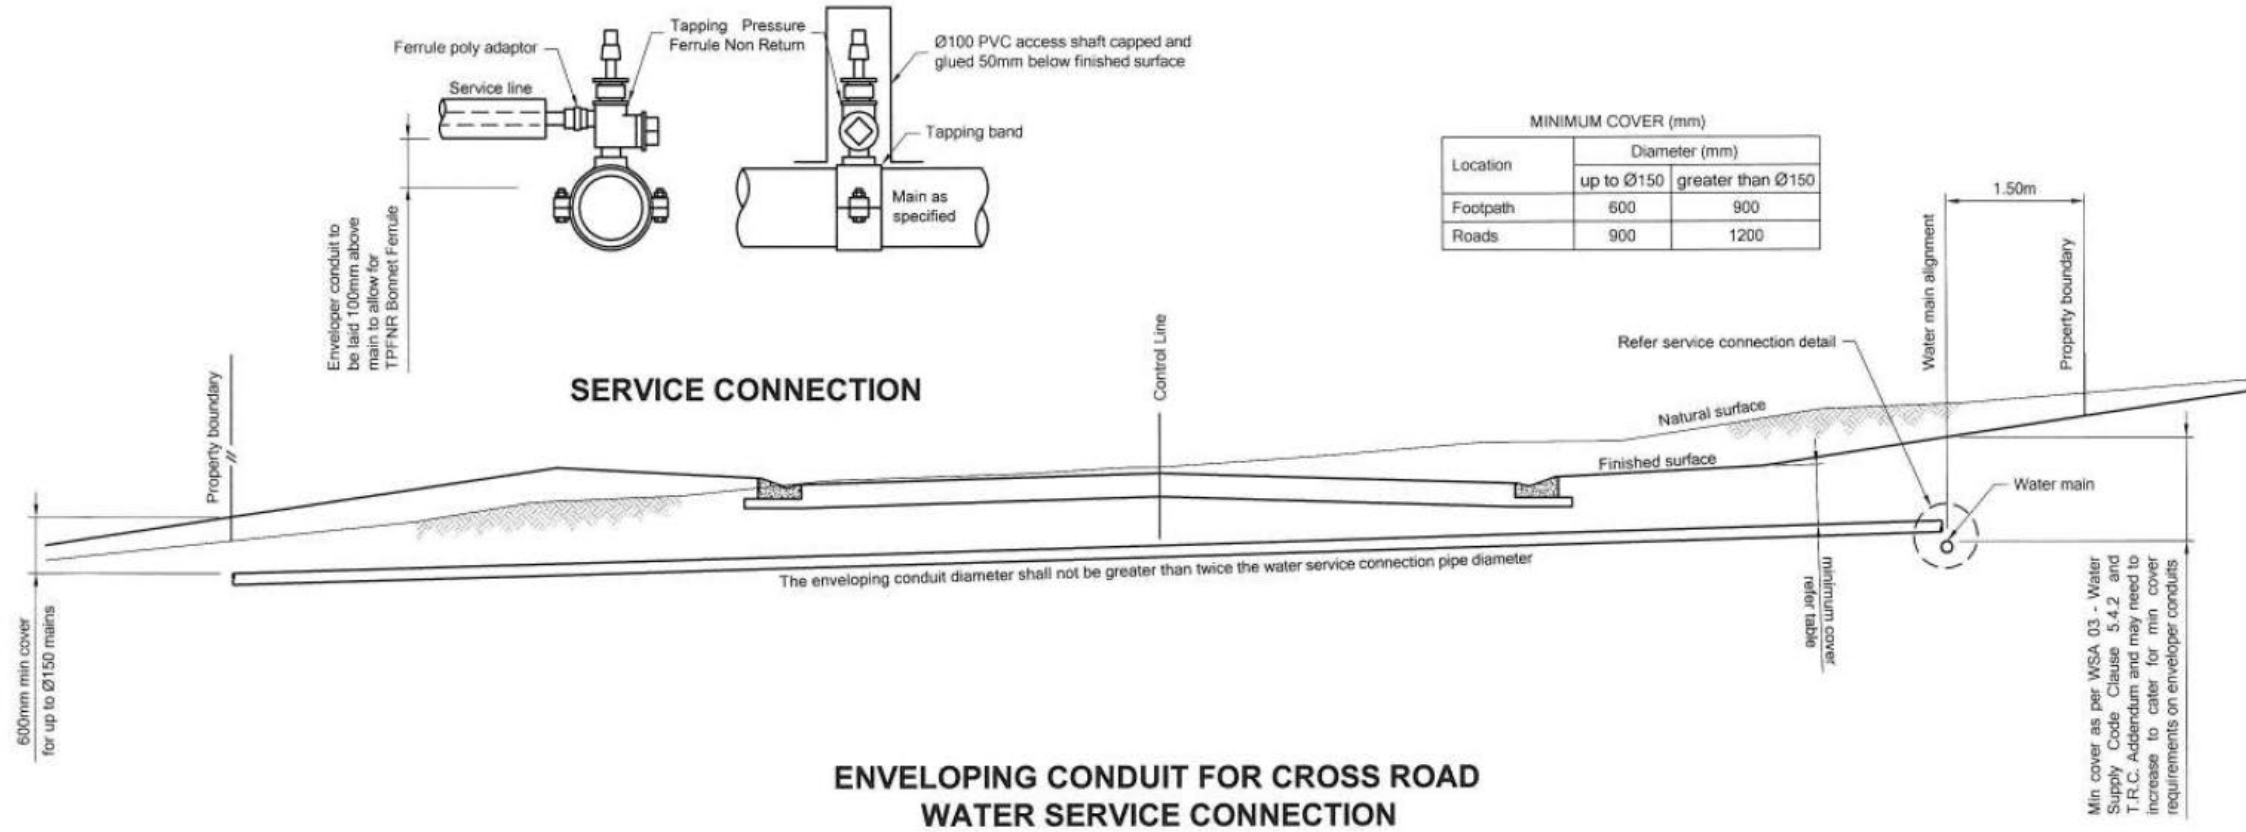 Ferrule poly adaptor
Tapping Pressure
Ferrule Non Return
Ø100 PVC access shaft capped and
glued 50mm below finished surface
Service line
Tapping band
Main as
specified
Enveloper conduit to
be laid 100mm above
main to allow for
TPFNR Bonnet Ferrule
SERVICE CONNECTION
MINIMUM COVER (mm)
Location
Diameter (mm)
up to Ø150
greater than Ø150
Footpath 600 900
Roads 900 1200
1.50m
Water main alignment
Property boundary
Refer service connection detail
Property boundary
Control Line
Natural surface
Finished surface
Water main
The enveloping conduit diameter shall not be greater than twice the water service connection pipe diameter
minimum cover
refer table
600mm min cover
for up to Ø150 mains
Min cover as per WSA 03 - Water
Supply Code Clause 5.4.2 and
T.R.C. Addendum and may need to
increase to cater for min cover
requirements on enveloper conduits
ENVELOPING CONDUIT FOR CROSS ROAD
WATER SERVICE CONNECTION